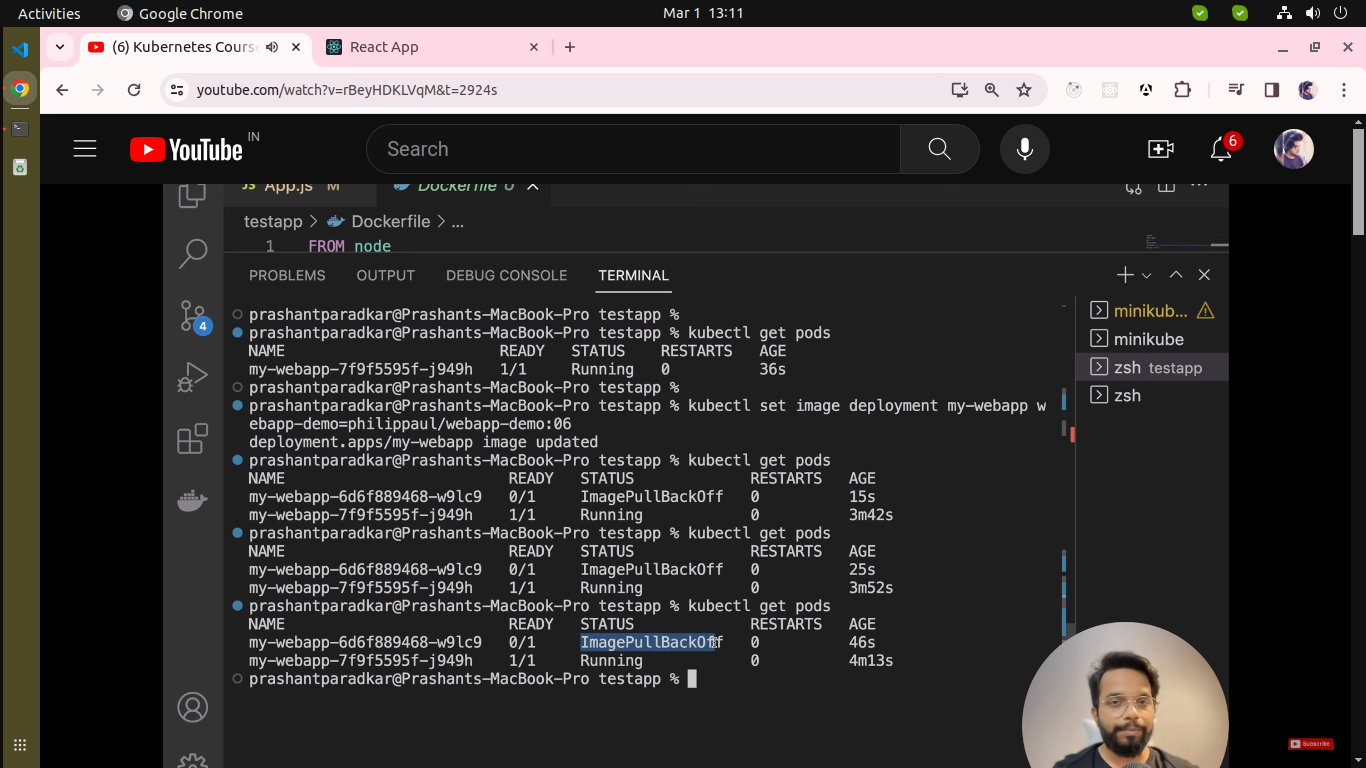 Activities
Google Chrome
Mar 1 13:11
(6) Kubernetes Cours
React App
youtube.com/watch?v=rBeyHDKLVqM&t=2924s
YouTube IN
Search
6
JS App.js M
Dockerfile U
testapp > Dockerfile > ...
1 FROM node
PROBLEMS OUTPUT DEBUG CONSOLE TERMINAL
4
minikub...
minikube
zsh testapp
zsh
prashantparadkar@Prashants-MacBook-Pro testapp %
prashantparadkar@Prashants-MacBook-Pro testapp % kubectl get pods
NAME READY STATUS RESTARTS AGE
my-webapp-7f9f5595f-j949h 1/1 Running 0 36s
prashantparadkar@Prashants-MacBook-Pro testapp %
prashantparadkar@Prashants-MacBook-Pro testapp % kubectl set image deployment my-webapp w
ebapp-demo=philippaul/webapp-demo:06
deployment.apps/my-webapp image updated
prashantparadkar@Prashants-MacBook-Pro testapp % kubectl get pods
NAME READY STATUS RESTARTS AGE
my-webapp-6d6f889468-w9lc9 0/1 ImagePullBackOff 0 15s
my-webapp-7f9f5595f-j949h 1/1 Running 0 3m42s
prashantparadkar@Prashants-MacBook-Pro testapp % kubectl get pods
NAME READY STATUS RESTARTS AGE
my-webapp-6d6f889468-w9lc9 0/1 ImagePullBackOff 0 25s
my-webapp-7f9f5595f-j949h 1/1 Running 0 3m52s
prashantparadkar@Prashants-MacBook-Pro testapp % kubectl get pods
NAME READY STATUS RESTARTS AGE
my-webapp-6d6f889468-w9lc9 0/1 ImagePullBackOff 0 46s
my-webapp-7f9f5595f-j949h 1/1 Running 0 4m13s
prashantparadkar@Prashants-MacBook-Pro testapp %
Subscribe